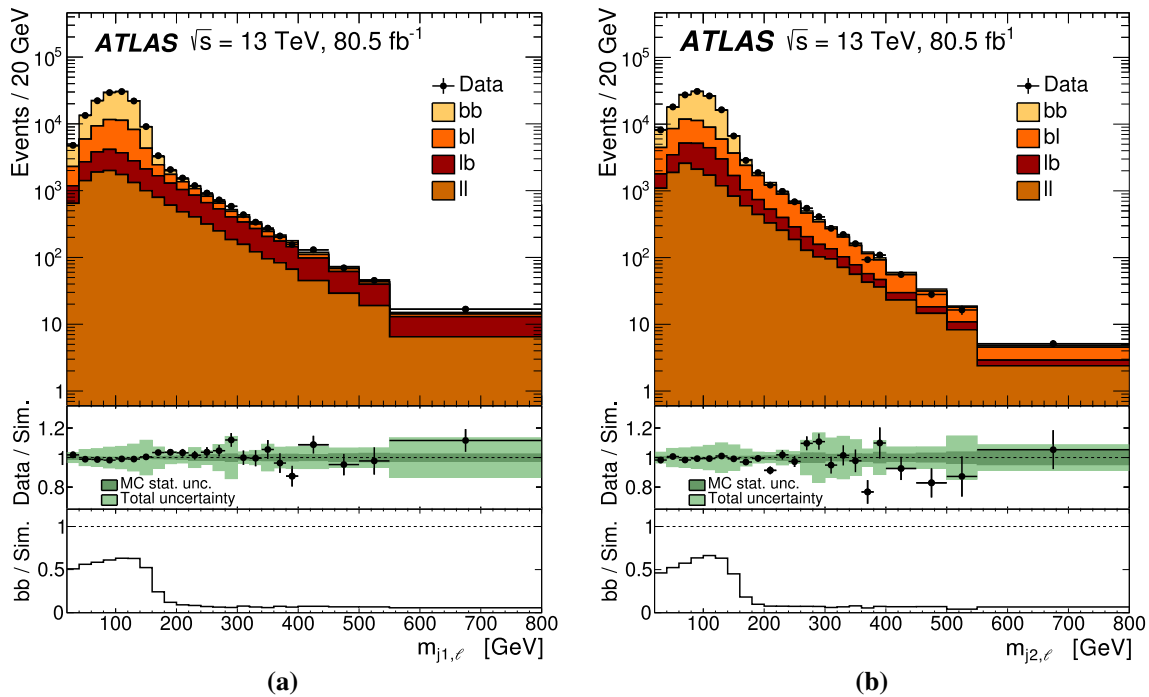 ATLAS √s = 13 TeV, 80.5 fb⁻¹
Events / 20 GeV
10⁵
10⁴
10³
10²
10
1
Data
bb
bl
lb
ll
Data / Sim.
1.2
1
0.8
MC stat. unc.
Total uncertainty
bb / Sim.
1
0.5
0
100 200 300 400 500 600 700 800
m_j1,ℓ [GeV]
(a)
ATLAS √s = 13 TeV, 80.5 fb⁻¹
Events / 20 GeV
10⁵
10⁴
10³
10²
10
1
Data
bb
bl
lb
ll
Data / Sim.
1.2
1
0.8
MC stat. unc.
Total uncertainty
bb / Sim.
1
0.5
0
100 200 300 400 500 600 700 800
m_j2,ℓ [GeV]
(b)